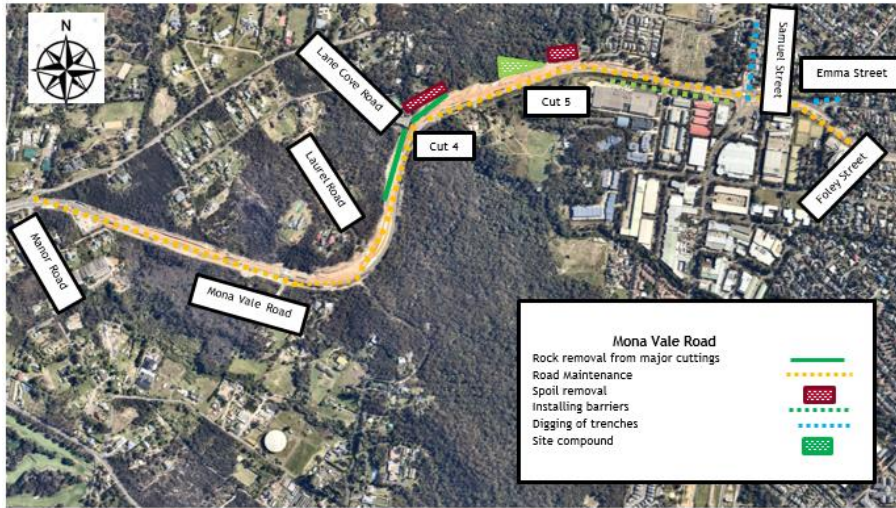 N
Samuel Street
Emma Street
Lane Cove Road
Cut 5
Cut 4
Laurel Road
Foley Street
Manor Road
Mona Vale Road
Mona Vale Road
Rock removal from major cuttings
Road Maintenance
Spoil removal
Installing barriers
Digging of trenches
Site compound